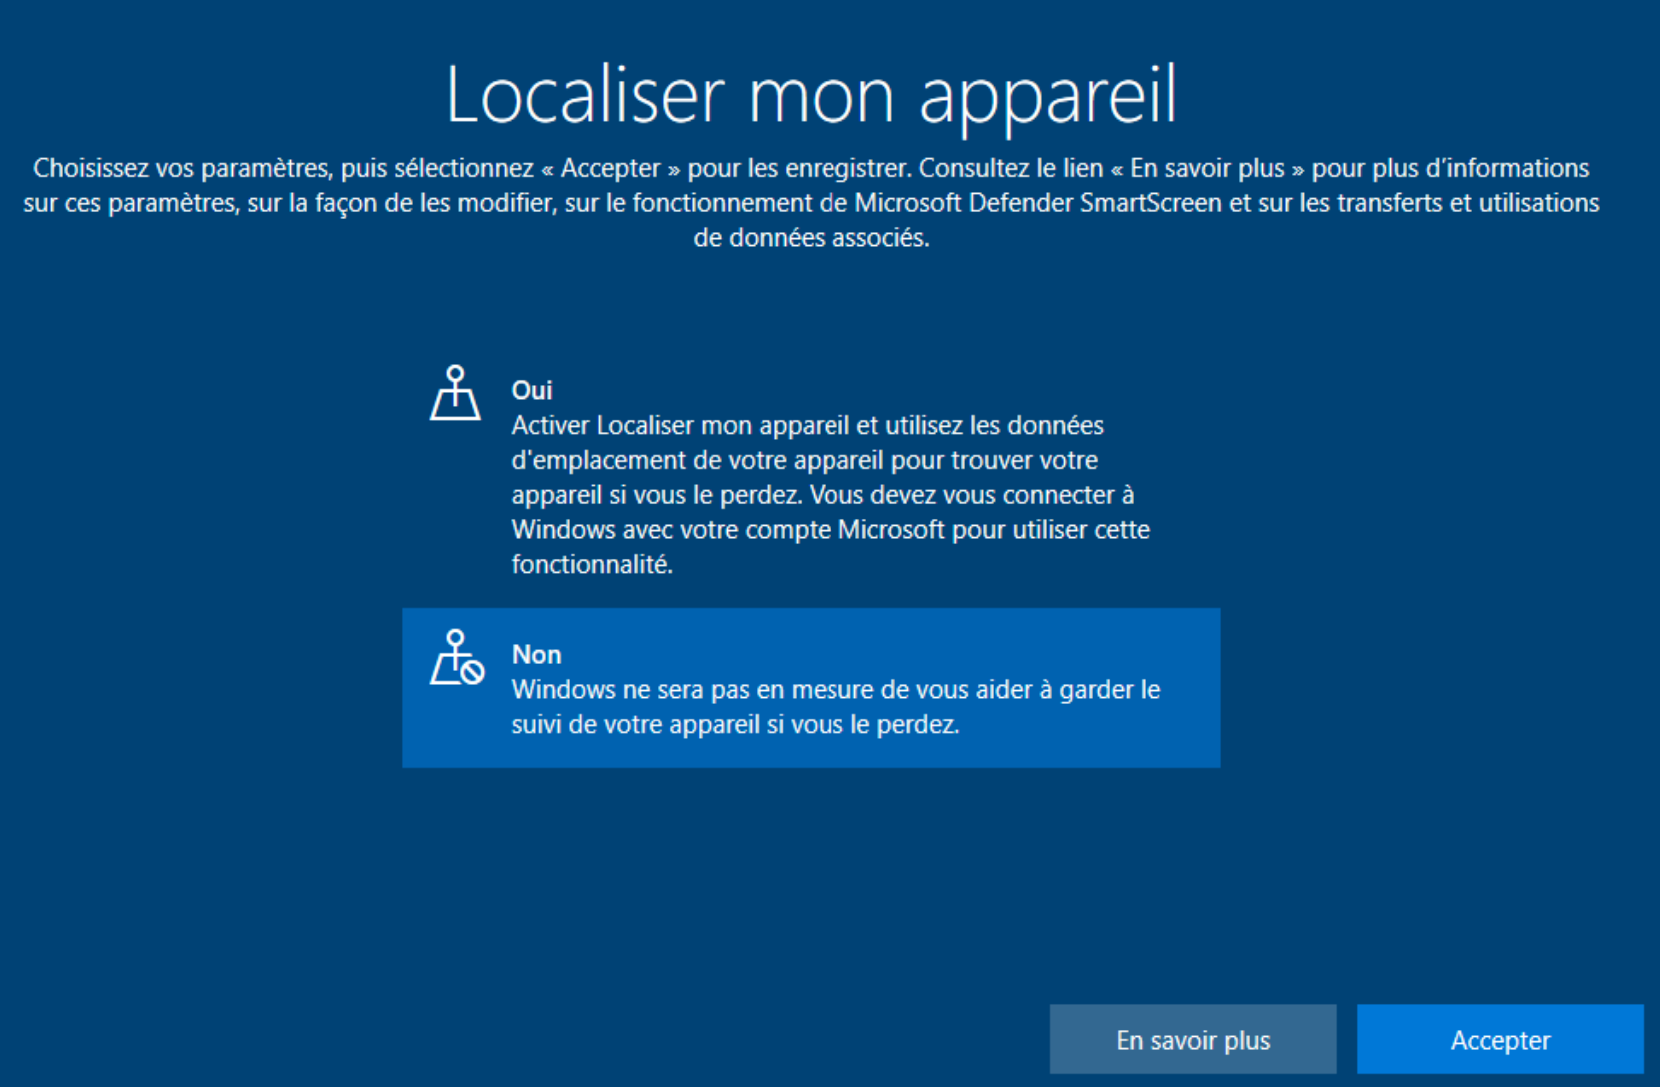 Localiser mon appareil
Choisissez vos paramètres, puis sélectionnez « Accepter » pour les enregistrer. Consultez le lien « En savoir plus » pour plus d’informations
sur ces paramètres, sur la façon de les modifier, sur le fonctionnement de Microsoft Defender SmartScreen et sur les transferts et utilisations
de données associés.
Oui
Activer Localiser mon appareil et utilisez les données
d'emplacement de votre appareil pour trouver votre
appareil si vous le perdez. Vous devez vous connecter à
Windows avec votre compte Microsoft pour utiliser cette
fonctionnalité.
Non
Windows ne sera pas en mesure de vous aider à garder le
suivi de votre appareil si vous le perdez.
En savoir plus
Accepter